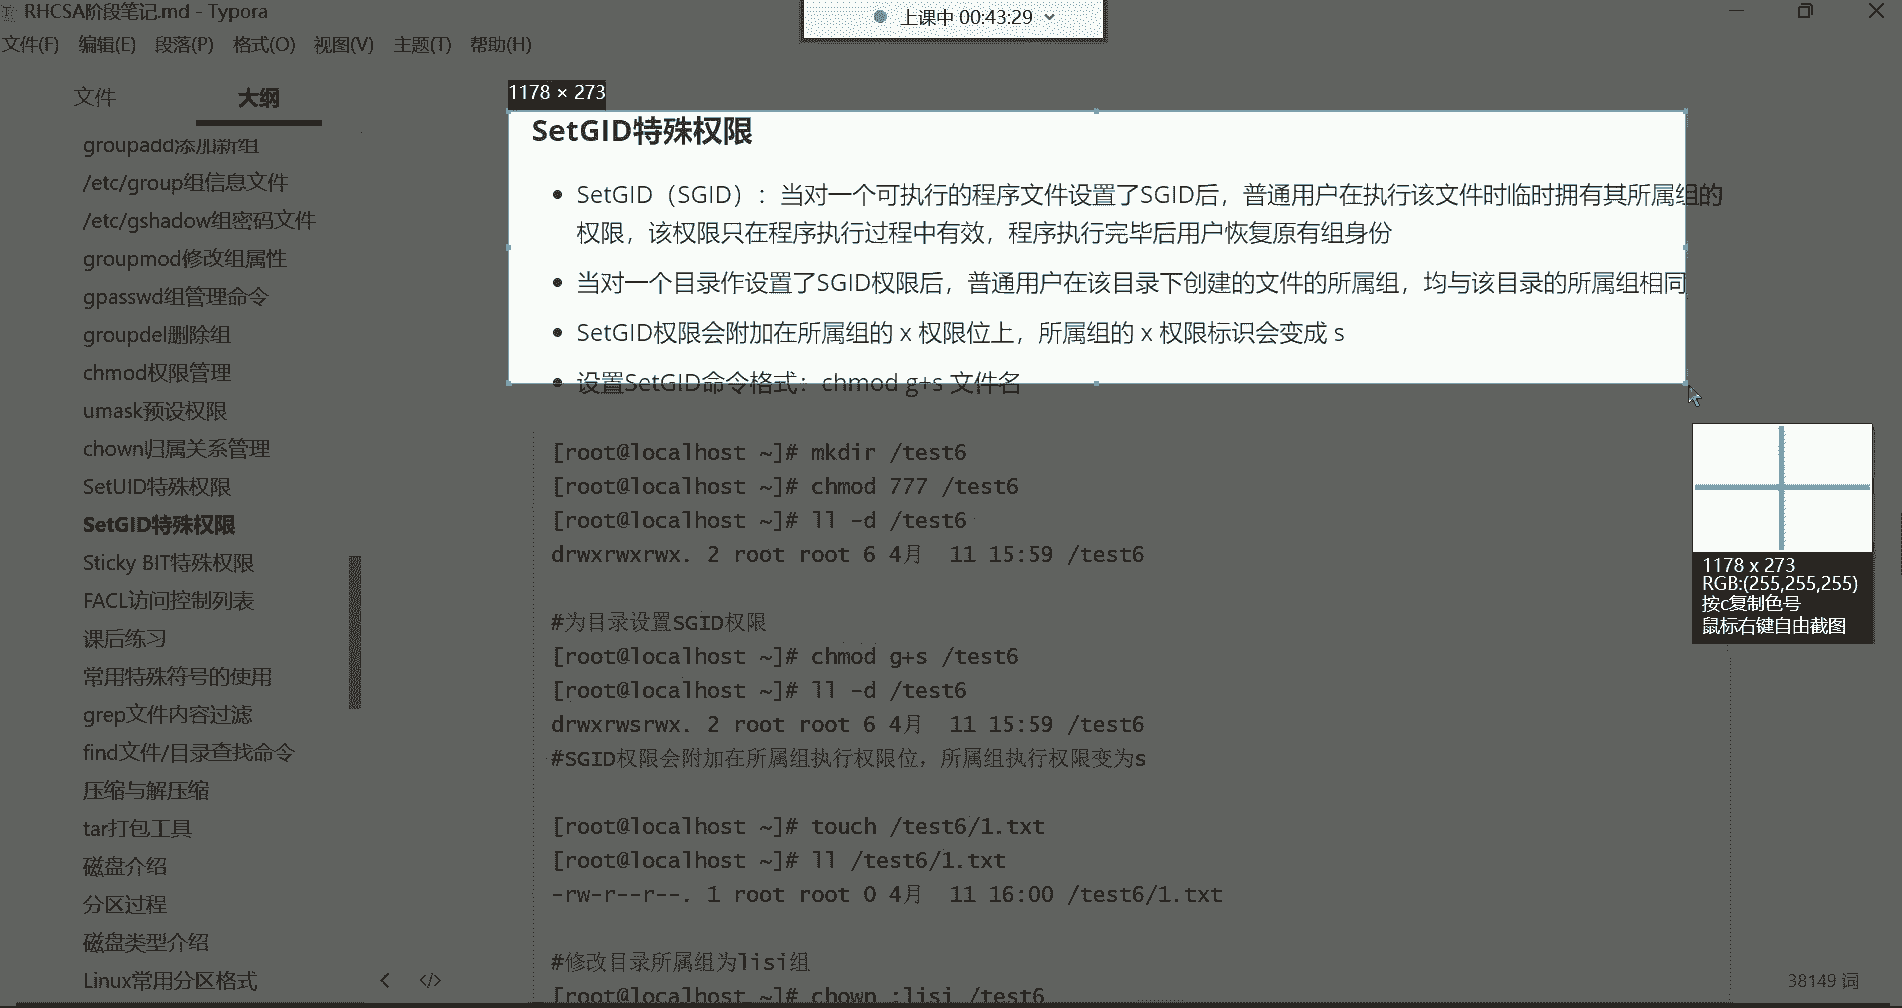 RHCSA阶段笔记.md - Typora
上课中 00:43:29
文件(F) 编辑(E) 段落(P) 格式(O) 视图(V) 主题(T) 帮助(H)
文件 大纲
groupadd添加新组
/etc/group组信息文件
/etc/gshadow组密码文件
groupmod修改组属性
gpasswd组管理命令
groupdel删除组
chmod权限管理
umask预设权限
chown归属关系管理
SetUID特殊权限
SetGID特殊权限
Sticky BIT特殊权限
FACL访问控制列表
课后练习
常用特殊符号的使用
grep文件内容过滤
find文件/目录查找命令
压缩与解压缩
tar打包工具
磁盘介绍
分区过程
磁盘类型介绍
Linux常用分区格式
1178 × 273
SetGID特殊权限
SetGID（SGID）：当对一个可执行的程序文件设置了SGID后，普通用户在执行该文件时临时拥有其所属组的
权限，该权限只在程序执行过程中有效，程序执行完毕后用户恢复原有组身份
当对一个目录作设置了SGID权限后，普通用户在该目录下创建的文件的所属组，均与该目录的所属组相同
SetGID权限会附加在所属组的 x 权限位上，所属组的 x 权限标识会变成 s
设置SetGID命令格式：chmod g+s 文件名
[root@localhost ~]# mkdir /test6
[root@localhost ~]# chmod 777 /test6
[root@localhost ~]# ll -d /test6
drwxrwxrwx. 2 root root 6 4月  11 15:59 /test6
#为目录设置SGID权限
[root@localhost ~]# chmod g+s /test6
[root@localhost ~]# ll -d /test6
drwxrwsrwx. 2 root root 6 4月  11 15:59 /test6
#SGID权限会附加在所属组执行权限位，所属组执行权限变为s
[root@localhost ~]# touch /test6/1.txt
[root@localhost ~]# ll /test6/1.txt
-rw-r--r--. 1 root root 0 4月  11 16:00 /test6/1.txt
#修改目录所属组为lisi组
[root@localhost ~]# chown :lisi /test6
1178 x 273
RGB:(255,255,255)
按c复制色号
鼠标右键自由截图
</> 
38149 词